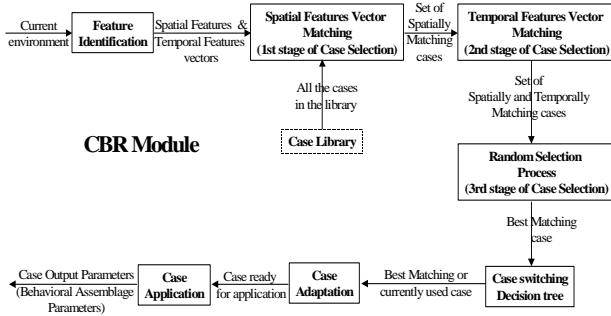 Current
environment
Feature
Identification
Spatial Features &
Temporal Features
vectors
Spatial Features Vector
Matching
(1st stage of Case Selection)
Set of
Spatially
Matching
cases
Temporal Features Vector
Matching
(2nd stage of Case Selection)
All the cases
in the library
Case Library
Set of
Spatially and Temporally
Matching cases
CBR Module
Random Selection
Process
(3rd stage of Case Selection)
Best Matching
case
Case switching
Decision tree
Best Matching or
currently used case
Case
Adaptation
Case ready
for application
Case
Application
Case Output Parameters
(Behavioral Assemblage
Parameters)